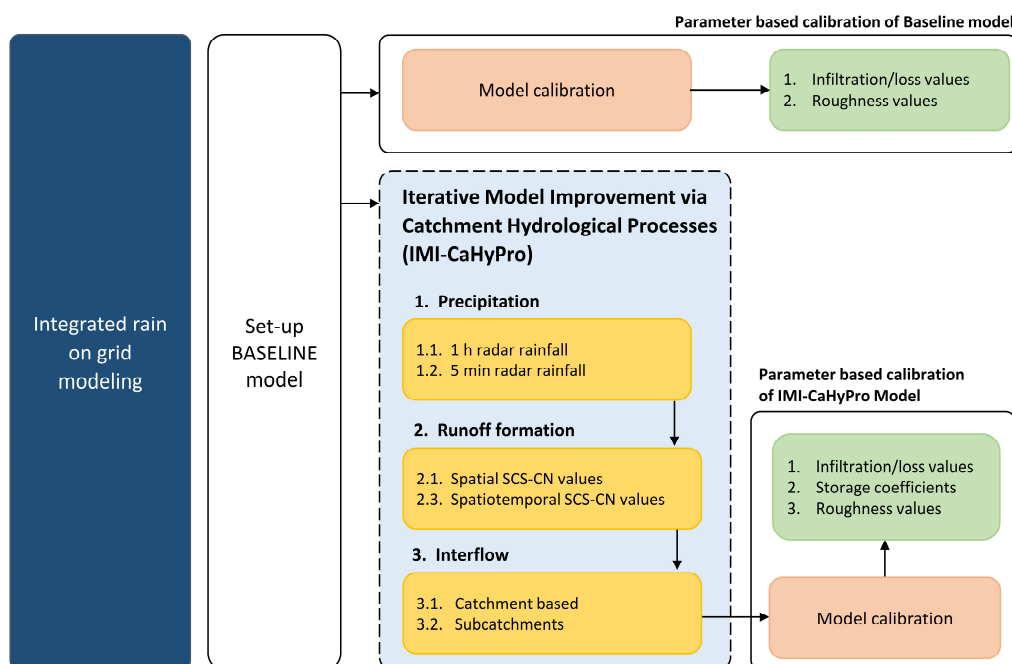 Parameter based calibration of Baseline model
Model calibration
1. Infiltration/loss values
2. Roughness values
Integrated rain
on grid
modeling
Set-up
BASELINE
model
Iterative Model Improvement via
Catchment Hydrological Processes
(IMI-CaHyPro)
1. Precipitation
1.1. 1 h radar rainfall
1.2. 5 min radar rainfall
2. Runoff formation
2.1. Spatial SCS-CN values
2.3. Spatiotemporal SCS-CN values
3. Interflow
3.1. Catchment based
3.2. Subcatchments
Parameter based calibration
of IMI-CaHyPro Model
1. Infiltration/loss values
2. Storage coefficients
3. Roughness values
Model calibration